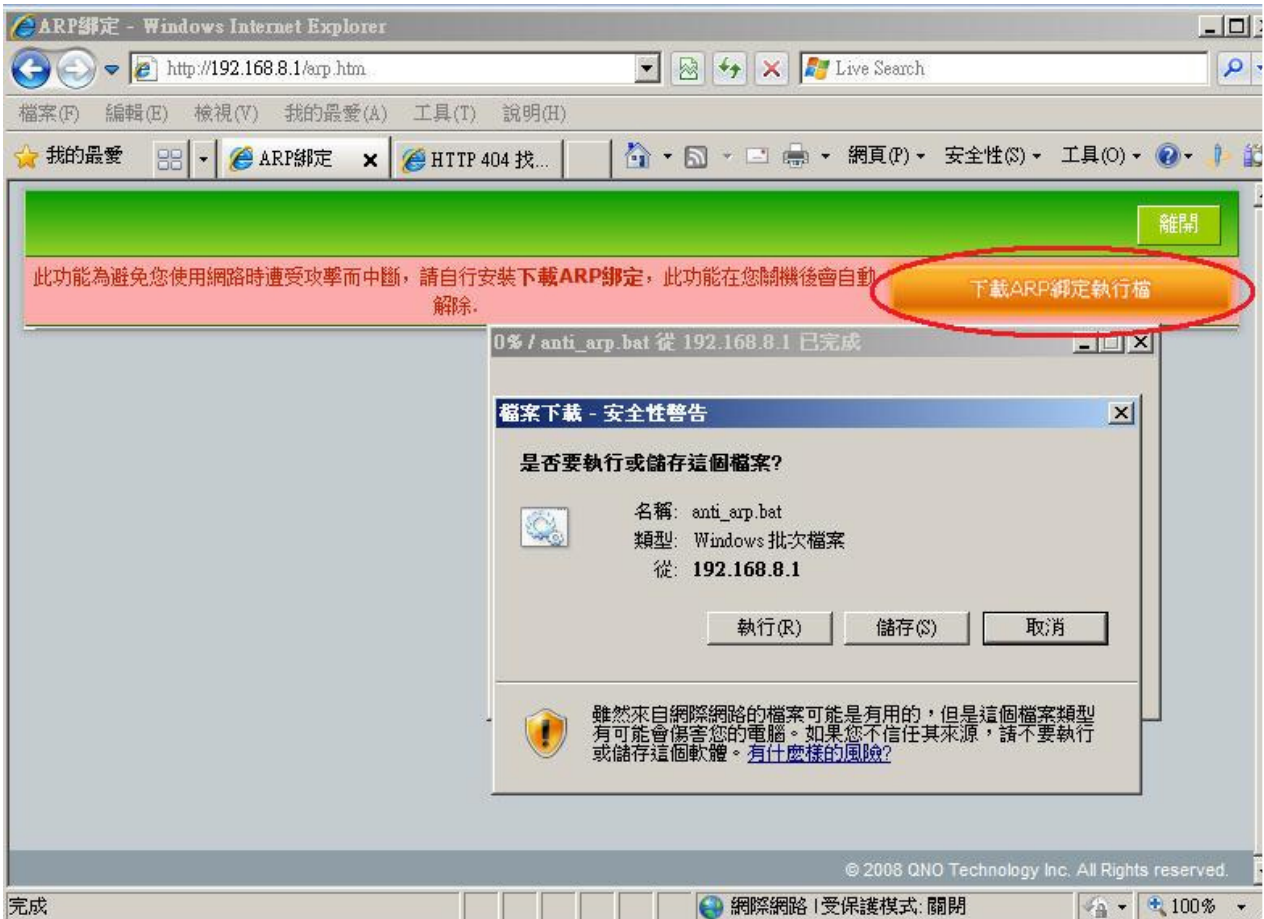 ARP綁定 - Windows Internet Explorer
http://192.168.8.1/arp.htm
Live Search
檔案(F) 編輯(E) 檢視(V) 我的最愛(A) 工具(T) 說明(H)
我的最愛
ARP綁定
HTTP 404 找...
網頁(P)
安全性(S)
工具(O)
離開
此功能為避免您使用網路時遭受攻擊而中斷，請自行安裝下載ARP綁定，此功能在您關機後會自動
解除.
下載ARP綁定執行檔
0% / anti_arp.bat 從 192.168.8.1 已完成
檔案下載 - 安全性警告
是否要執行或儲存這個檔案?
名稱: anti_arp.bat
類型: Windows 批次檔案
從: 192.168.8.1
執行(R) 儲存(S) 取消
雖然來自網際網路的檔案可能是有用的，但是這個檔案類型
有可能會傷害您的電腦。如果您不信任其來源，請不要執行
或儲存這個軟體。有什麼樣的風險?
© 2008 QNO Technology Inc. All Rights reserved.
完成
網際網路 | 受保護模式: 關閉
100%